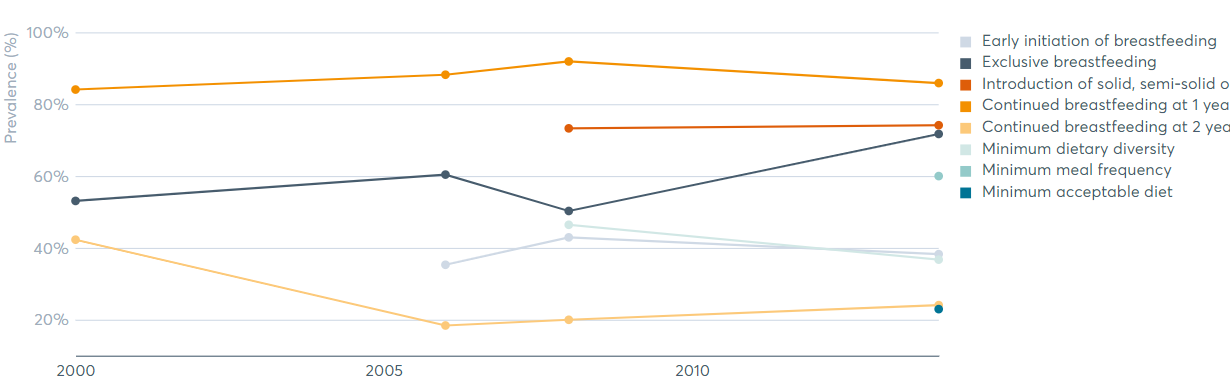 Prevalence (%)
100%
80%
60%
40%
20%
2000
2005
2010
Early initiation of breastfeeding
Exclusive breastfeeding
Introduction of solid, semi-solid o
Continued breastfeeding at 1 yea
Continued breastfeeding at 2 yea
Minimum dietary diversity
Minimum meal frequency
Minimum acceptable diet